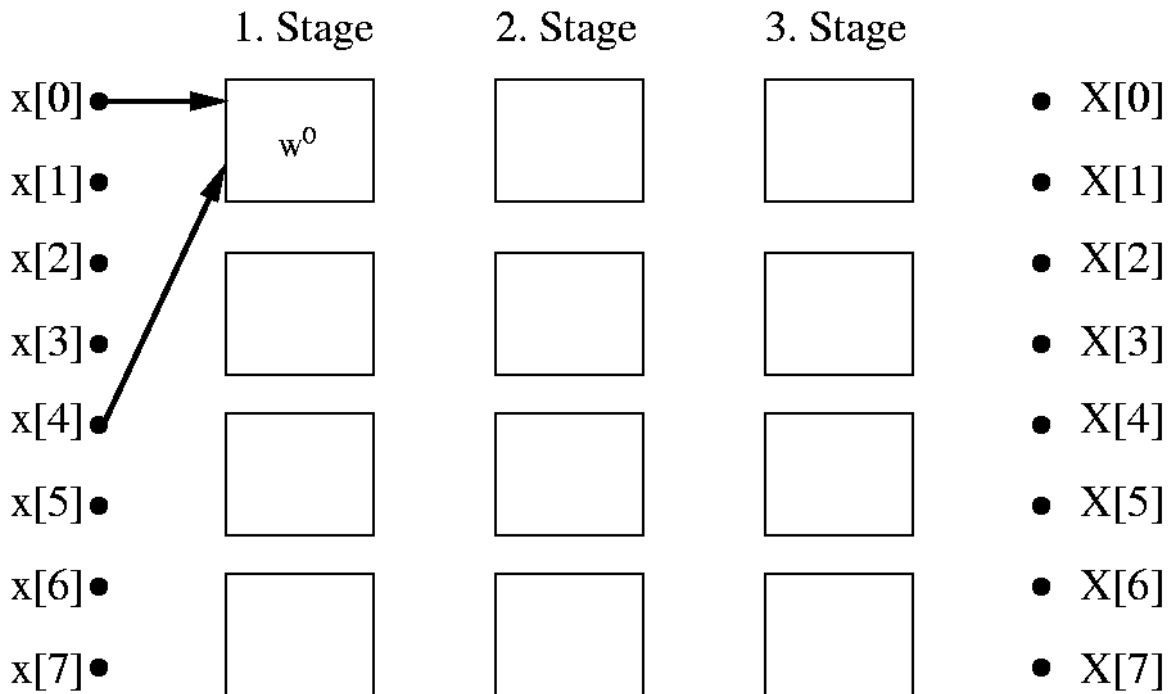 1. Stage 2. Stage 3. Stage
x[0] X[0]
w⁰
x[1] X[1]
x[2] X[2]
x[3] X[3]
x[4] X[4]
x[5] X[5]
x[6] X[6]
x[7] X[7]